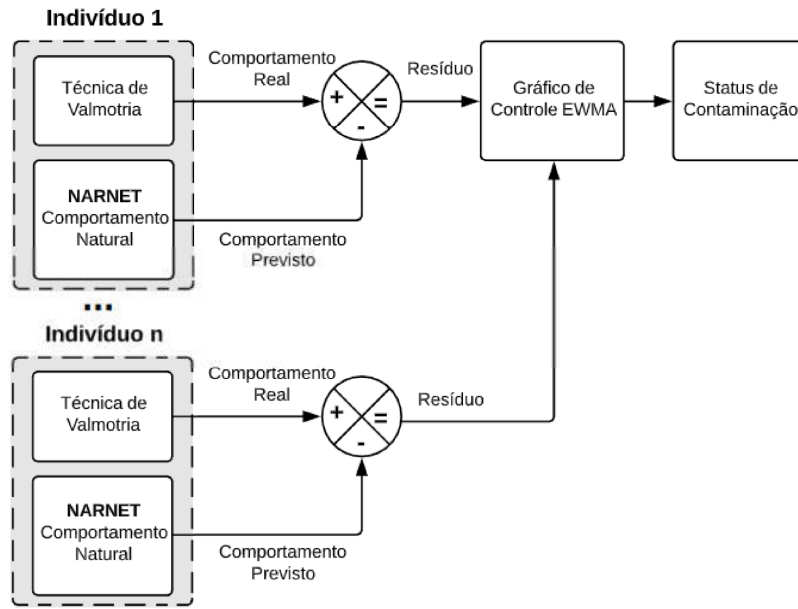 Indivíduo 1
Técnica de
Valmotria
NARNET
Comportamento
Natural
Comportamento
Real
Comportamento
Previsto
+
=
-
Resíduo
Gráfico de
Controle EWMA
Status de
Contaminação
...
Indivíduo n
Técnica de
Valmotria
NARNET
Comportamento
Natural
Comportamento
Real
Comportamento
Previsto
+
=
-
Resíduo